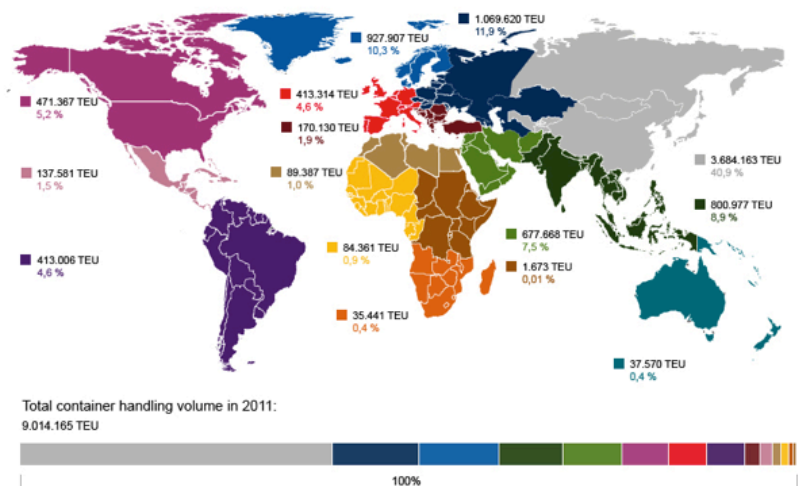 1.069.620 TEU
11,9 %
927.907 TEU
10,3 %
471.367 TEU
5,2 %
413.314 TEU
4,6 %
170.130 TEU
1,9 %
137.581 TEU
1,5 %
89.387 TEU
1,0 %
3.684.163 TEU
40,9 %
800.977 TEU
8,9 %
413.006 TEU
4,6 %
84.361 TEU
0,9 %
677.668 TEU
7,5 %
1.673 TEU
0,01 %
35.441 TEU
0,4 %
37.570 TEU
0,4 %
Total container handling volume in 2011:
9.014.165 TEU
100%